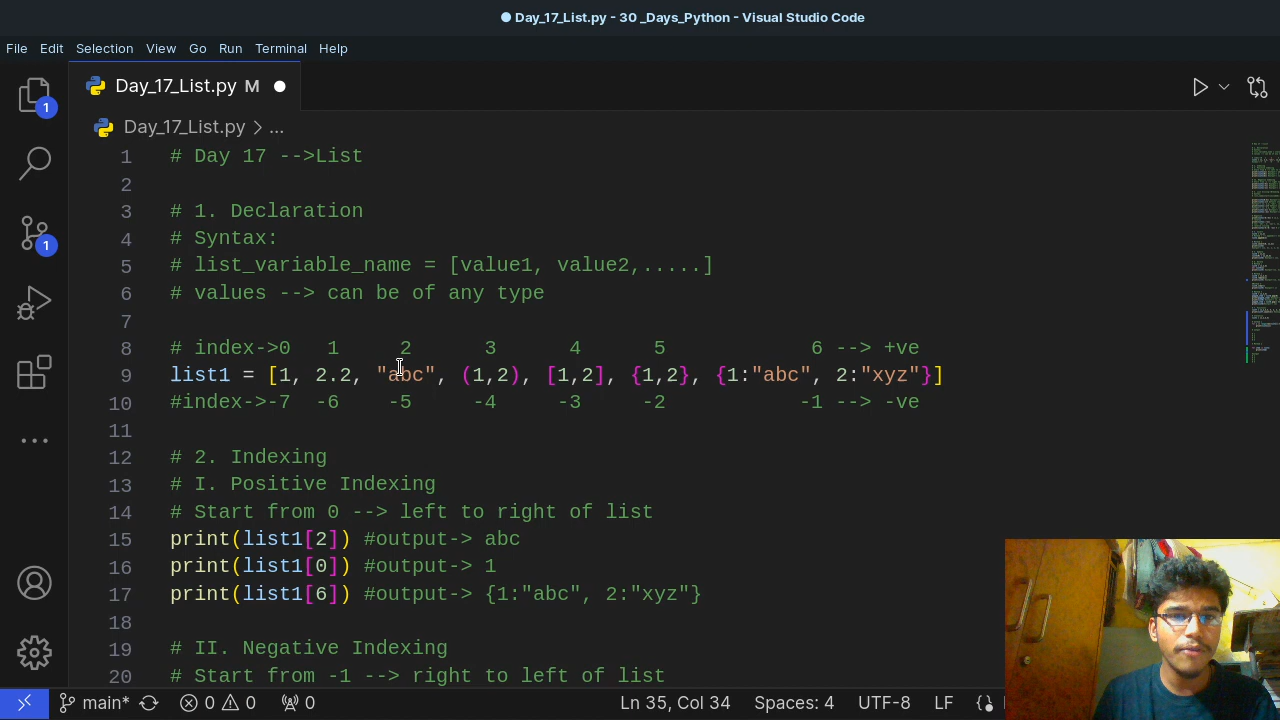 Day_17_List.py - 30 _Days_Python - Visual Studio Code
File Edit Selection View Go Run Terminal Help
Day_17_List.py M
Day_17_List.py > ...
1 # Day 17 -->List
2
3 # 1. Declaration
4 # Syntax:
5 # list_variable_name = [value1, value2,.....]
6 # values --> can be of any type
7
8 # index->0 1 2 3 4 5 6 --> +ve
9 list1 = [1, 2.2, "abc", (1,2), [1,2], {1,2}, {1:"abc", 2:"xyz"}]
10 #index->-7 -6 -5 -4 -3 -2 -1 --> -ve
11
12 # 2. Indexing
13 # I. Positive Indexing
14 # Start from 0 --> left to right of list
15 print(list1[2]) #output-> abc
16 print(list1[0]) #output-> 1
17 print(list1[6]) #output-> {1:"abc", 2:"xyz"}
18
19 # II. Negative Indexing
20 # Start from -1 --> right to left of list
1
1
main* 0 0 0 Ln 35, Col 34 Spaces: 4 UTF-8 LF